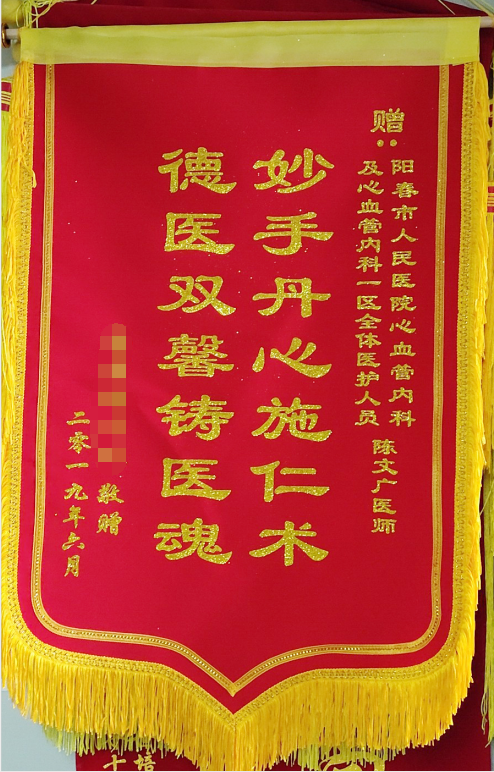 赠：
阳春市人民医院心血管内科 陈文广医师
及心血管内科一区全体医护人员
妙手丹心施仁术
德医双馨铸医魂
敬赠
二零一九年六月
十培